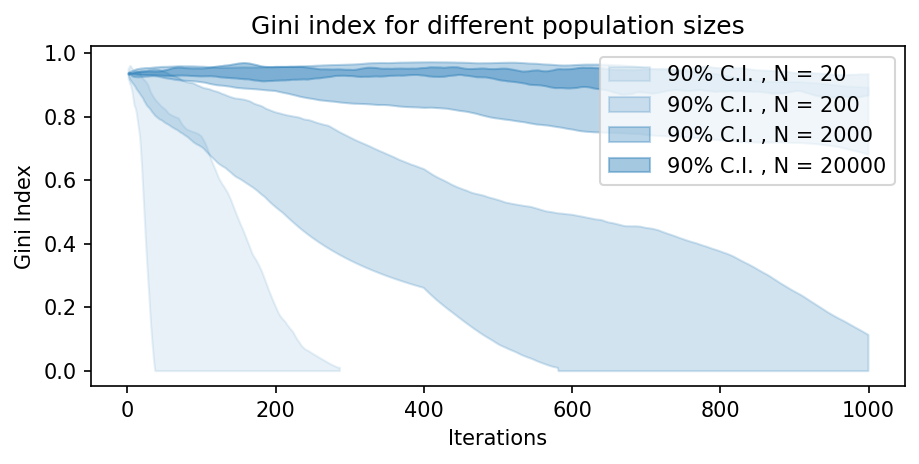 Gini index for different population sizes
Gini Index
1.0
0.8
0.6
0.4
0.2
0.0
90% C.I. , N = 20
90% C.I. , N = 200
90% C.I. , N = 2000
90% C.I. , N = 20000
0 200 400 600 800 1000
Iterations